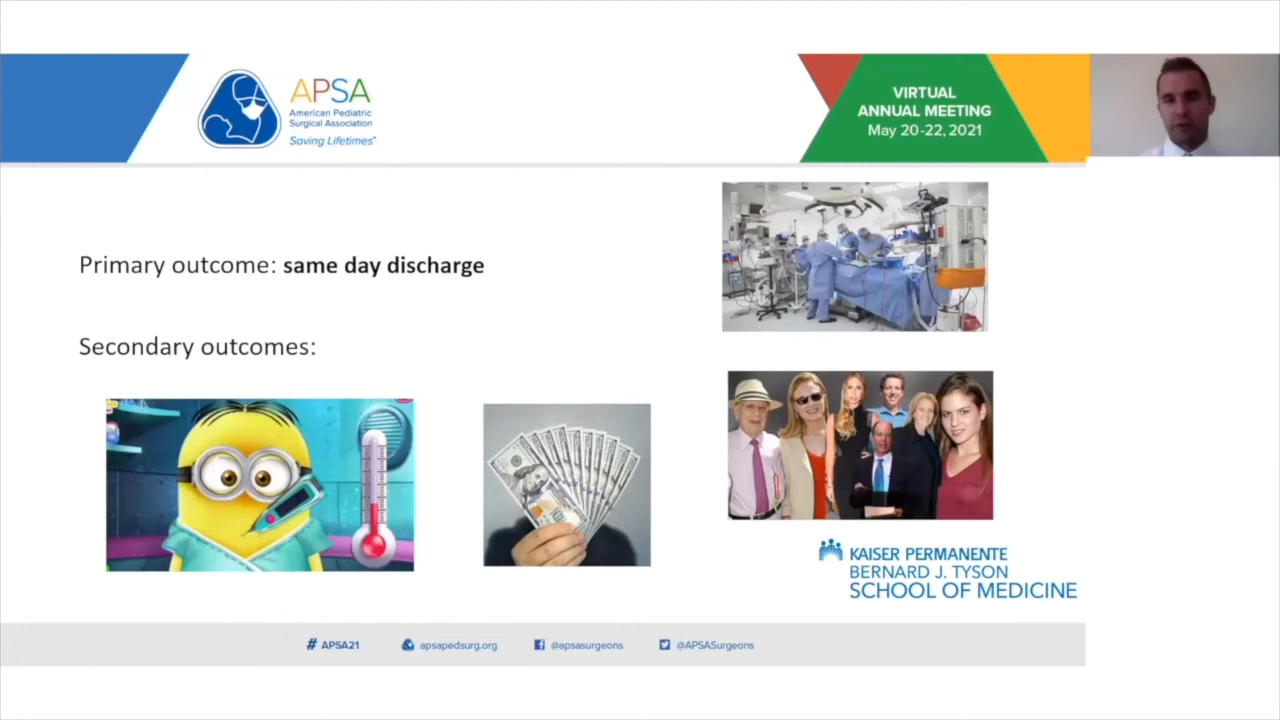 APSA
American Pediatric
Surgical Association
Saving Lifetimes™
VIRTUAL
ANNUAL MEETING
May 20-22, 2021
Primary outcome: same day discharge
Secondary outcomes:
KAISER PERMANENTE
BERNARD J. TYSON
SCHOOL OF MEDICINE
# APSA21
apsapedsurg.org
@apsasurgeons
@APSASurgeons